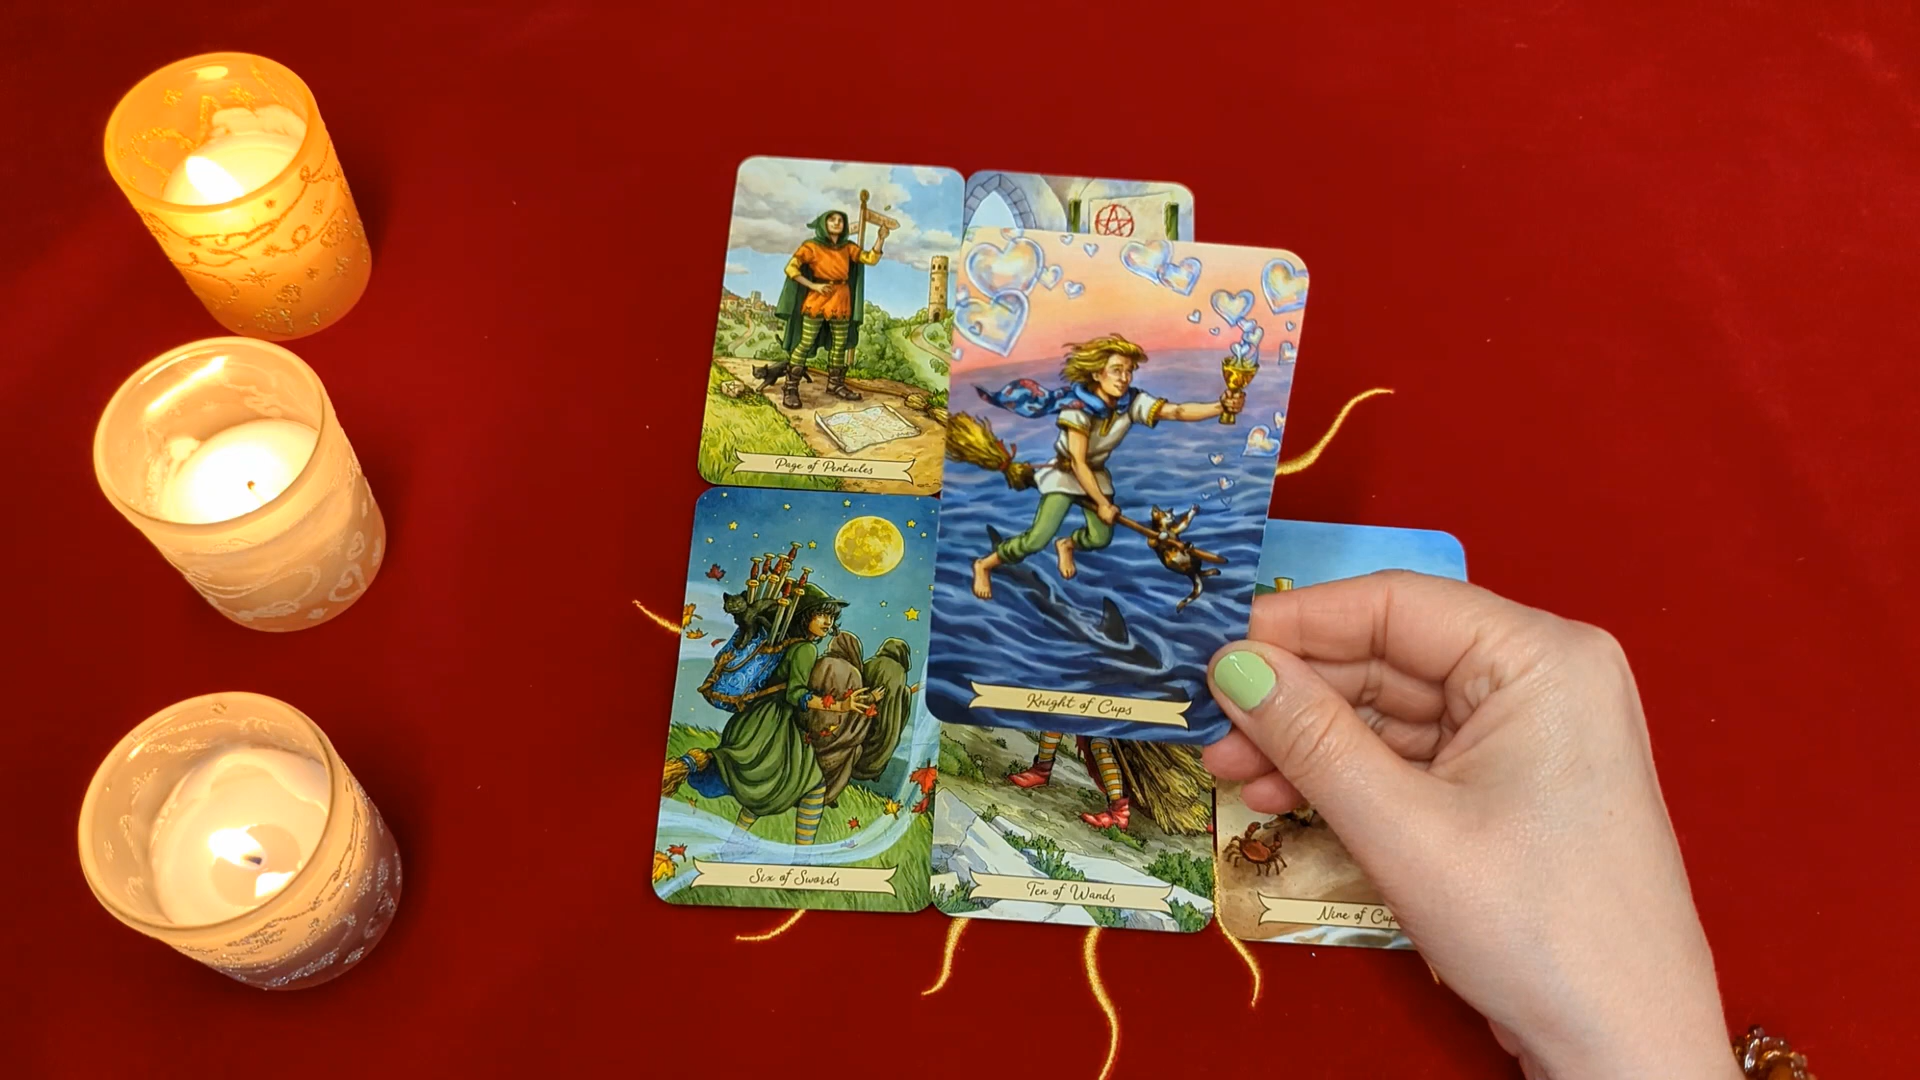 Page of Pentacles
Knight of Cups
Six of Swords
Ten of Wands
Nine of Cup